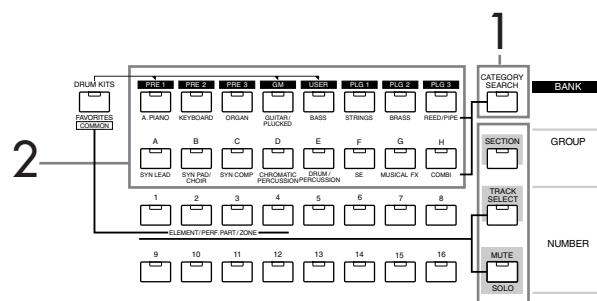 1
DRUM KITS
PRE 1 PRE 2 PRE 3 GM USER PLG 1 PLG 2 PLG 3
CATEGORY
SEARCH
BANK
FAVORITES
COMMON
A. PIANO KEYBOARD ORGAN GUITAR/
PLUCKED BASS STRINGS BRASS REED/PIPE
2
A B C D E F G H
SECTION
GROUP
SYN LEAD SYN PAD/
CHOIR SYN COMP CHROMATIC
PERCUSSION DRUM /
PERCUSSION SE MUSICAL FX COMBI
TRACK
SELECT
1 2 3 4 5 6 7 8
ELEMENT/ PERF. PART/ ZONE
NUMBER
MUTE
9 10 11 12 13 14 15 16
SOLO